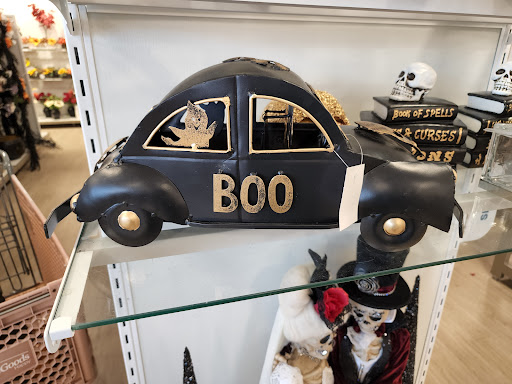 BOO
BOOK OF SPELLS
& CURSES
Goods